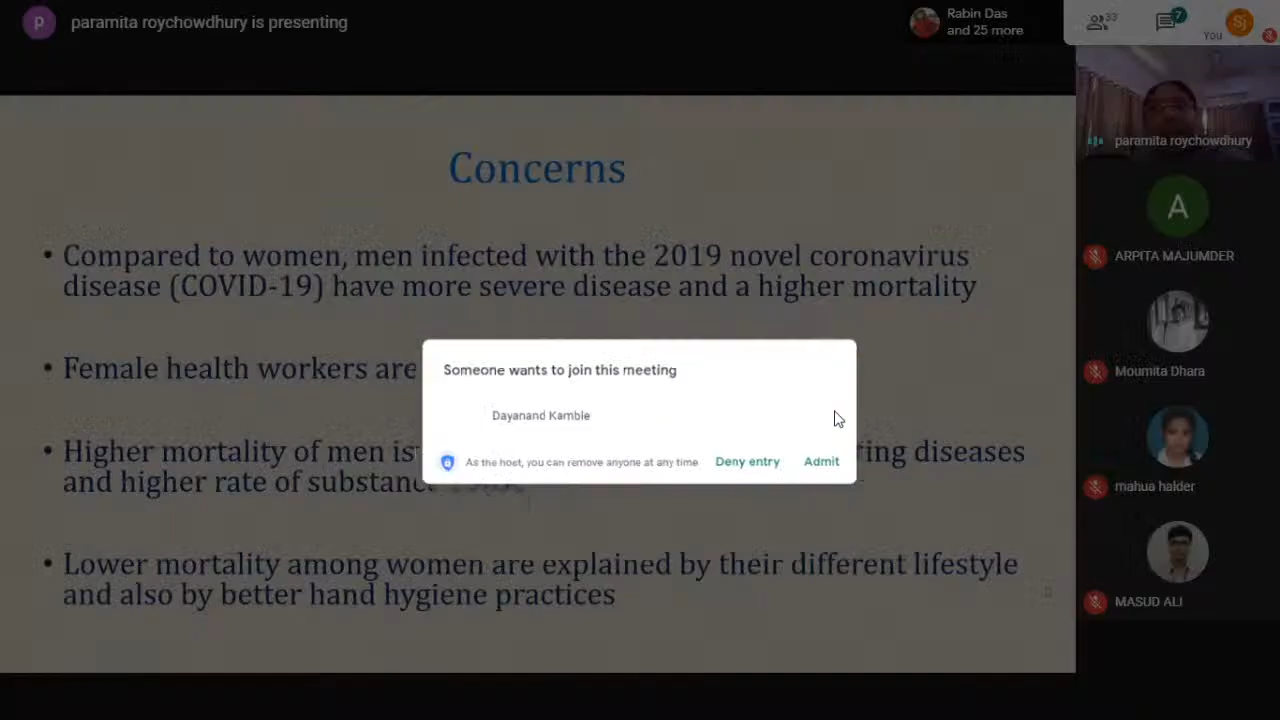 p
paramita roychowdhury is presenting
Rabin Das
and 25 more
33
7
You
Sj
paramita roychowdhury
Concerns
A
ARPITA MAJUMDER
• Compared to women, men infected with the 2019 novel coronavirus
disease (COVID-19) have more severe disease and a higher mortality
Someone wants to join this meeting
• Female health workers are
Moumita Dhara
Dayanand Kamble
• Higher mortality of men is
ring diseases
As the host, you can remove anyone at any time
Deny entry
Admit
and higher rate of substanc
mahua halder
• Lower mortality among women are explained by their different lifestyle
and also by better hand hygiene practices
MASUD ALI